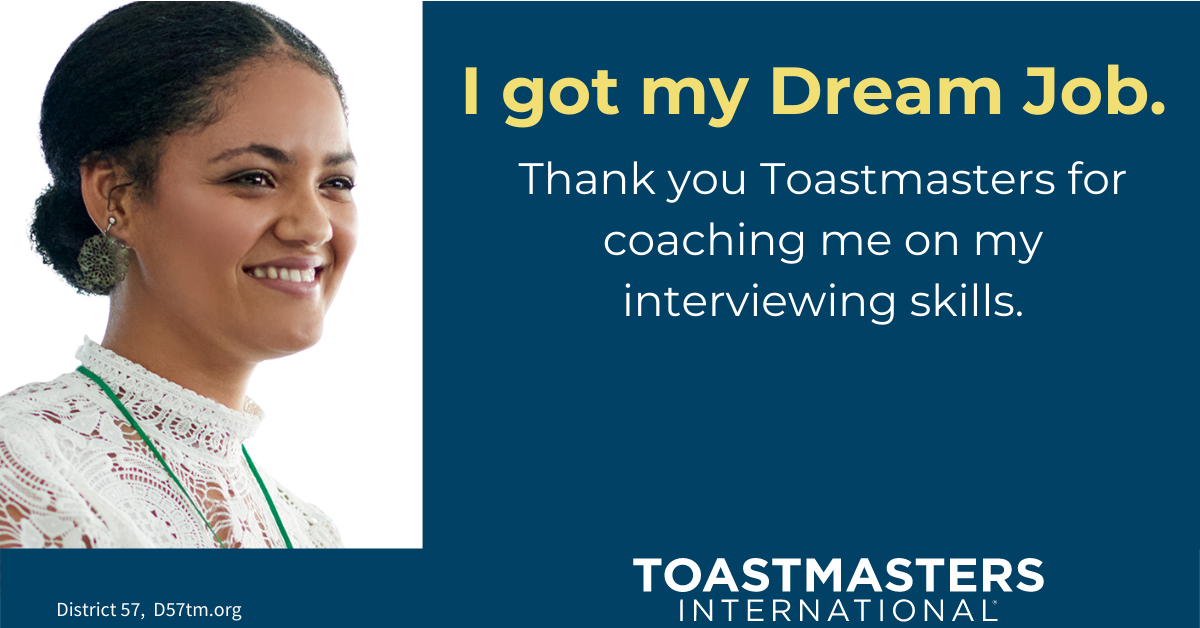 I got my Dream Job.
Thank you Toastmasters for
coaching me on my
interviewing skills.
TOASTMASTERS
INTERNATIONAL®
District 57, D57tm.org